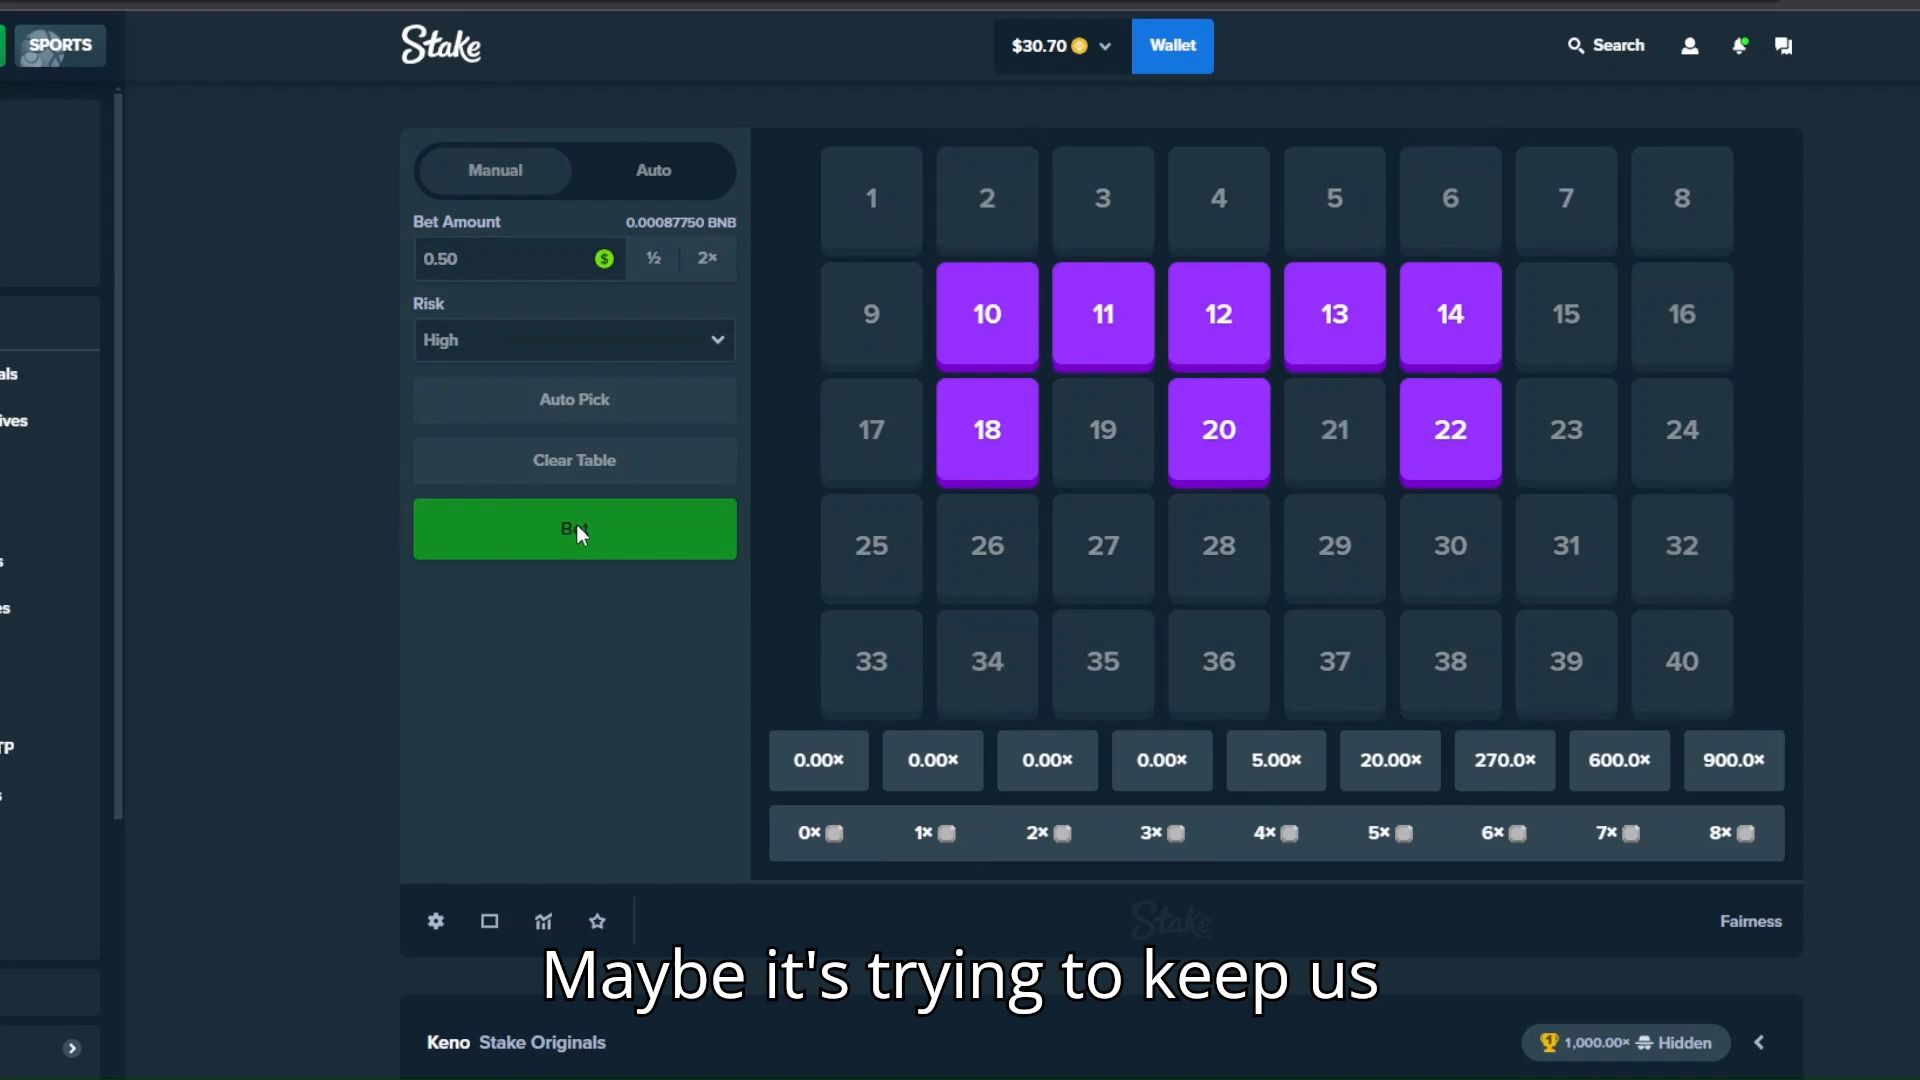 SPORTS
Stake
$30.70
Wallet
Search
Manual
Auto
Bet Amount
0.00087750 BNB
0.50
$
½
2×
Risk
High
Auto Pick
Clear Table
1 2 3 4 5 6 7 8
9 10 11 12 13 14 15 16
17 18 19 20 21 22 23 24
25 26 27 28 29 30 31 32
33 34 35 36 37 38 39 40
0.00× 0.00× 0.00× 0.00× 5.00× 20.00× 270.0× 600.0× 900.0×
0× 1× 2× 3× 4× 5× 6× 7× 8×
Stake
Fairness
Maybe it's trying to keep us
Keno Stake Originals
1 1,000.00× Hidden